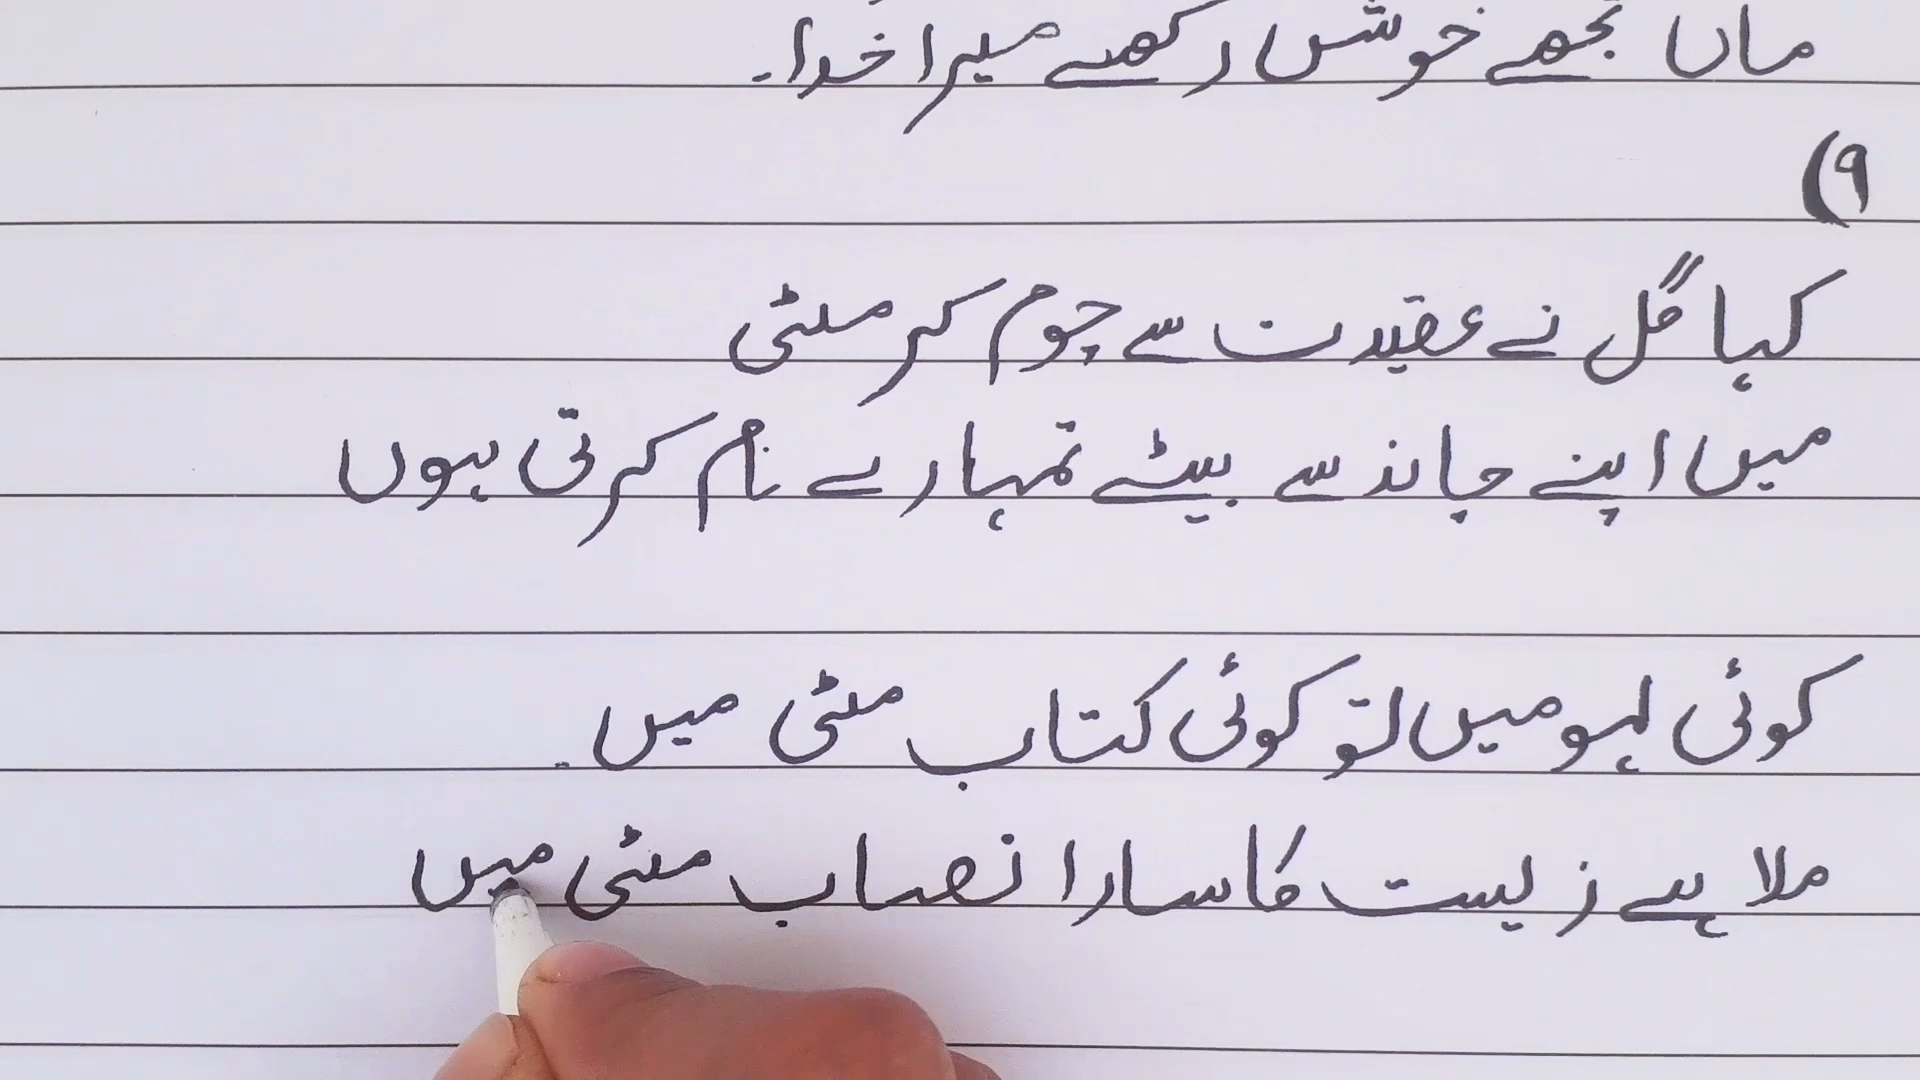 ماں تجھے خوش رکھے میرا خدا۔
۹)
کہا گل نے عقیدت سے چوم کر مٹی
میں اپنے چاند سے بیٹے تمہارے نام کرتی ہوں
کوئی لہو میں لتو کوئی کتاب مٹی میں۔
ملا ہے زیست کا سارا نصاب مٹی میں